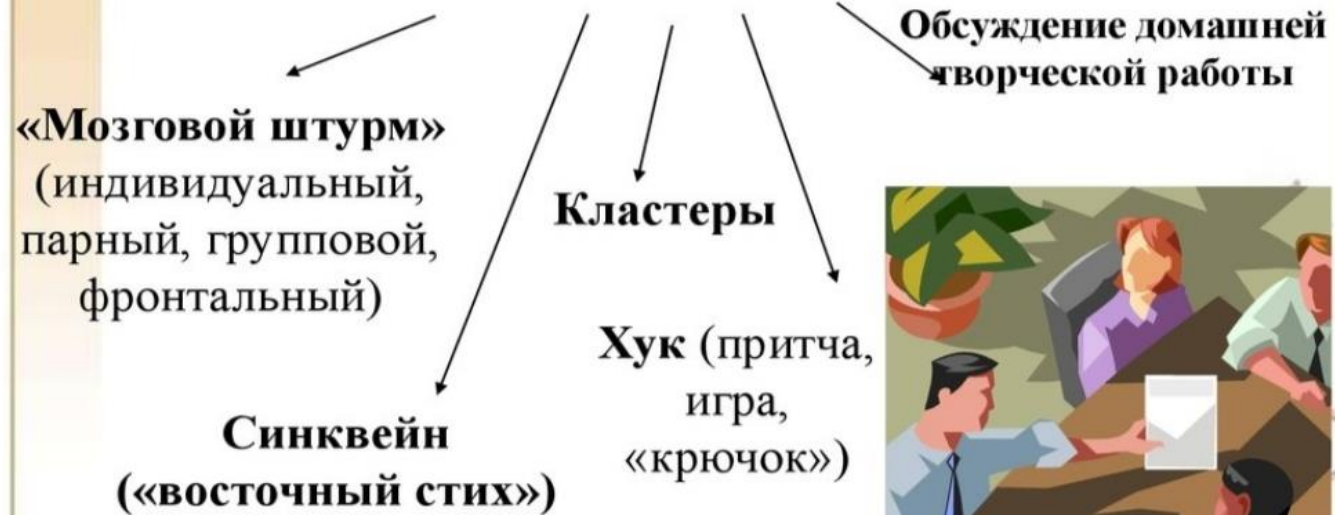 Обсуждение домашней
творческой работы
«Мозговой штурм»
(индивидуальный,
парный, групповой,
фронтальный)
Кластеры
Хук (притча,
игра,
«крючок»)
Синквейн
(«восточный стих»)